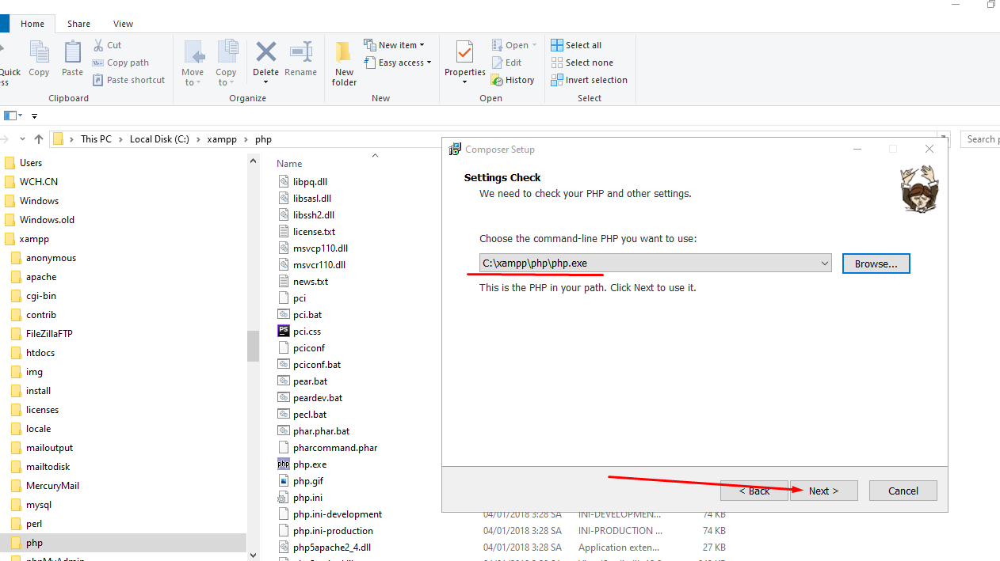 Home Share View
Cut
Copy path
Paste shortcut
Quick
ess
Copy
Paste
Clipboard
Move
to
Copy
to
Delete
Rename
Organize
New
folder
New item
Easy access
New
Properties
Open
Edit
History
Open
Select all
Select none
Invert selection
Select
This PC > Local Disk (C:) > xampp > php
Search p
Users
WCH.CN
Windows
Windows.old
xampp
anonymous
apache
cgi-bin
contrib
FileZillaFTP
htdocs
img
install
licenses
locale
mailoutput
mailtodisk
MercuryMail
mysql
perl
php
phpMyAdmin
Name
libpq.dll
libsasl.dll
libssh2.dll
license.txt
msvcp110.dll
msvcr110.dll
news.txt
pci
pci.bat
PS
pci.css
pciconf
pciconf.bat
pear.bat
peardev.bat
pecl.bat
phar.phar.bat
pharcommand.phar
php
php.exe
php.gif
php.ini
php.ini-development 04/01/2018 3:28 SA INI-DEVELOPMEN... 74 KB
php.ini-production 04/01/2018 3:28 SA INI-PRODUCTION ... 74 KB
php5apache2_4.dll 04/01/2018 3:28 SA Application exten... 27 KB
Composer Setup
Settings Check
We need to check your PHP and other settings.
Choose the command-line PHP you want to use:
C:\xampp\php\php.exe
Browse...
This is the PHP in your path. Click Next to use it.
< Back
Next >
Cancel